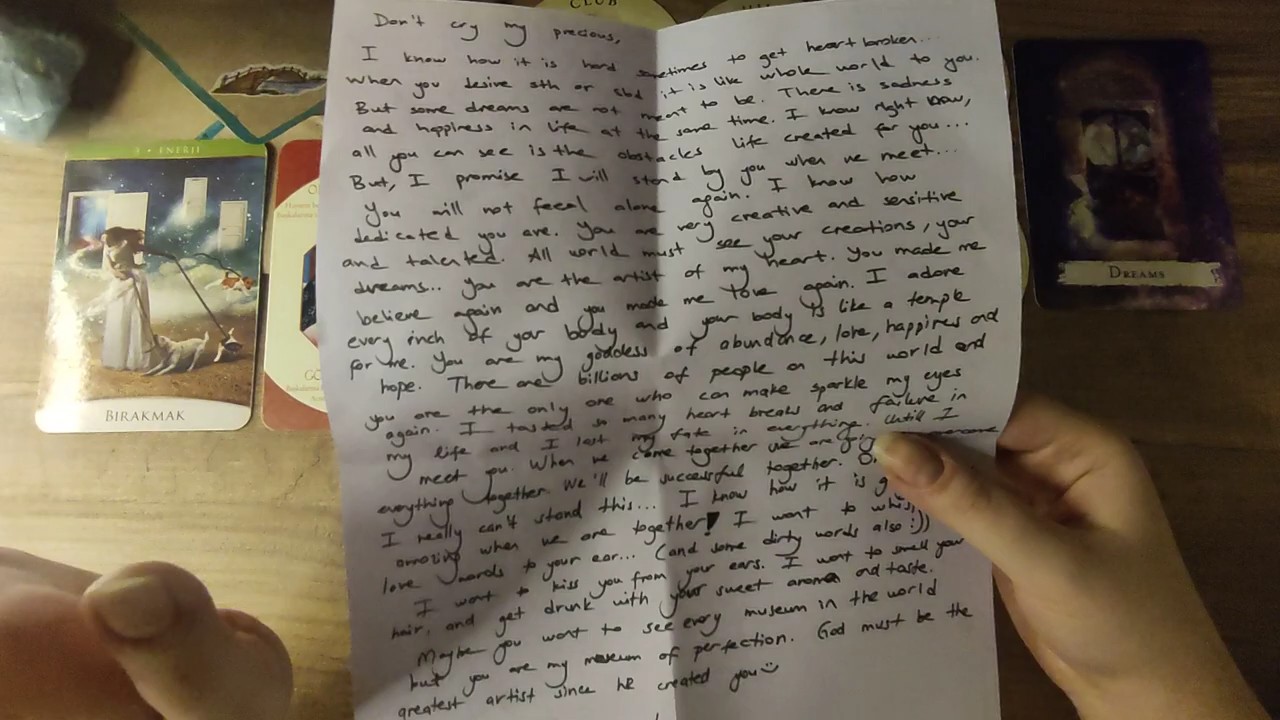 CLUB
Don't cry my precious,
I know how it is hard sometimes to get heart broken...
When you desire sth or sbd it is like whole world to you.
But some dreams are not meant to be. There is sadness
and happiness in life at the same time. I know right now,
all you can see is the obstacles life created for you...
But, I promise I will stand by you when we meet...
You will not feeal alone again. I know how
dedicated you are. You are very creative and sensitive
and talented. All world must see your creations, your
dreams... You are the artist of my heart. You made me
believe again and you made me love again. I adore
every inch of your body and your body is like a temple
for me. You are my goddess of abundance, love, happines and
hope. There are billions of people on this world and
you are the only one who can make sparkle my eyes
again. I tasted so many heart breaks and failure in
my life and I lost my fate in everything. Untill I
meet you. When we come together we are overcome
everything together. We'll be successful together.
I really can't stand this... I know how it is
amazing when we are together! I want to
love words to your ear... (and some dirty words also :))
I want to kiss you from your ears. I want to smell your
hair, and get drunk with your sweet aroma and taste.
Maybe you want to see every museum in the world
but you are my museum of perfection. God must be the
greatest artist since he created you
ENERJİ
BIRAKMAK
DREAMS